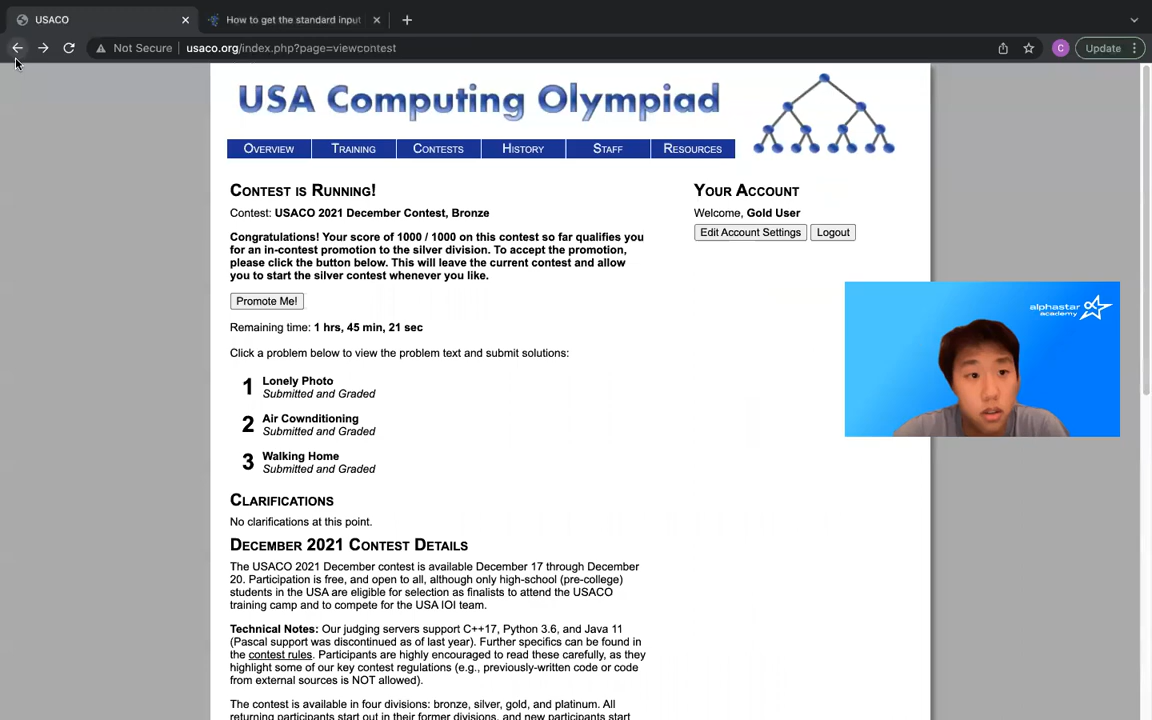 USACO
How to get the standard input
Not Secure
usaco.org/index.php?page=viewcontest
C
Update
USA Computing Olympiad
Overview
Training
Contests
History
Staff
Resources
Contest is Running!
Contest: USACO 2021 December Contest, Bronze
Congratulations! Your score of 1000 / 1000 on this contest so far qualifies you
for an in-contest promotion to the silver division. To accept the promotion,
please click the button below. This will leave the current contest and allow
you to start the silver contest whenever you like.
Promote Me!
Remaining time: 1 hrs, 45 min, 21 sec
Click a problem below to view the problem text and submit solutions:
1 Lonely Photo
Submitted and Graded
2 Air Cownditioning
Submitted and Graded
3 Walking Home
Submitted and Graded
Clarifications
No clarifications at this point.
December 2021 Contest Details
The USACO 2021 December contest is available December 17 through December
20. Participation is free, and open to all, although only high-school (pre-college)
students in the USA are eligible for selection as finalists to attend the USACO
training camp and to compete for the USA IOI team.
Technical Notes: Our judging servers support C++17, Python 3.6, and Java 11
(Pascal support was discontinued as of last year). Further specifics can be found in
the contest rules. Participants are highly encouraged to read these carefully, as they
highlight some of our key contest regulations (e.g., previously-written code or code
from external sources is NOT allowed).
The contest is available in four divisions: bronze, silver, gold, and platinum. All
returning participants start out in their former divisions, and new participants start
Your Account
Welcome, Gold User
Edit Account Settings
Logout
alphastar
academy